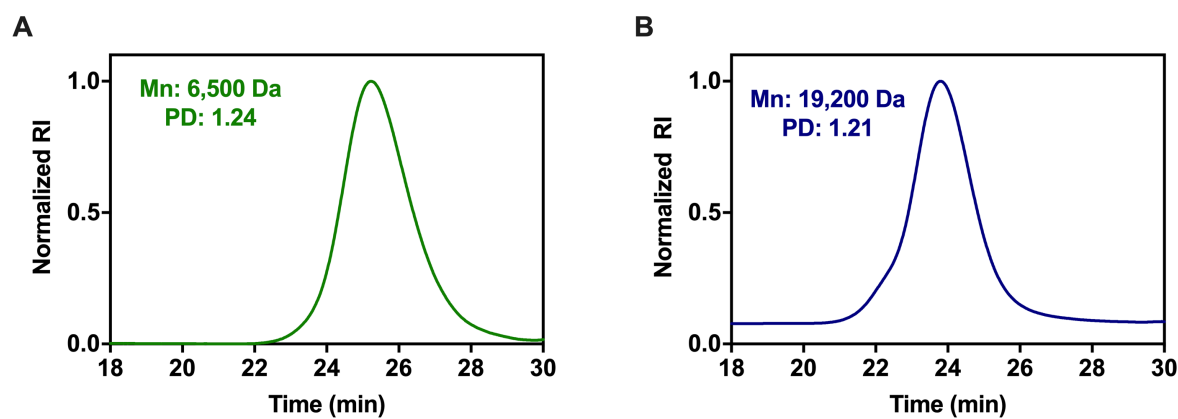 A
Mn: 6,500 Da
PD: 1.24
Normalized RI
1.0
0.5
0.0
18 20 22 24 26 28 30
Time (min)
B
Mn: 19,200 Da
PD: 1.21
Normalized RI
1.0
0.5
0.0
18 20 22 24 26 28 30
Time (min)